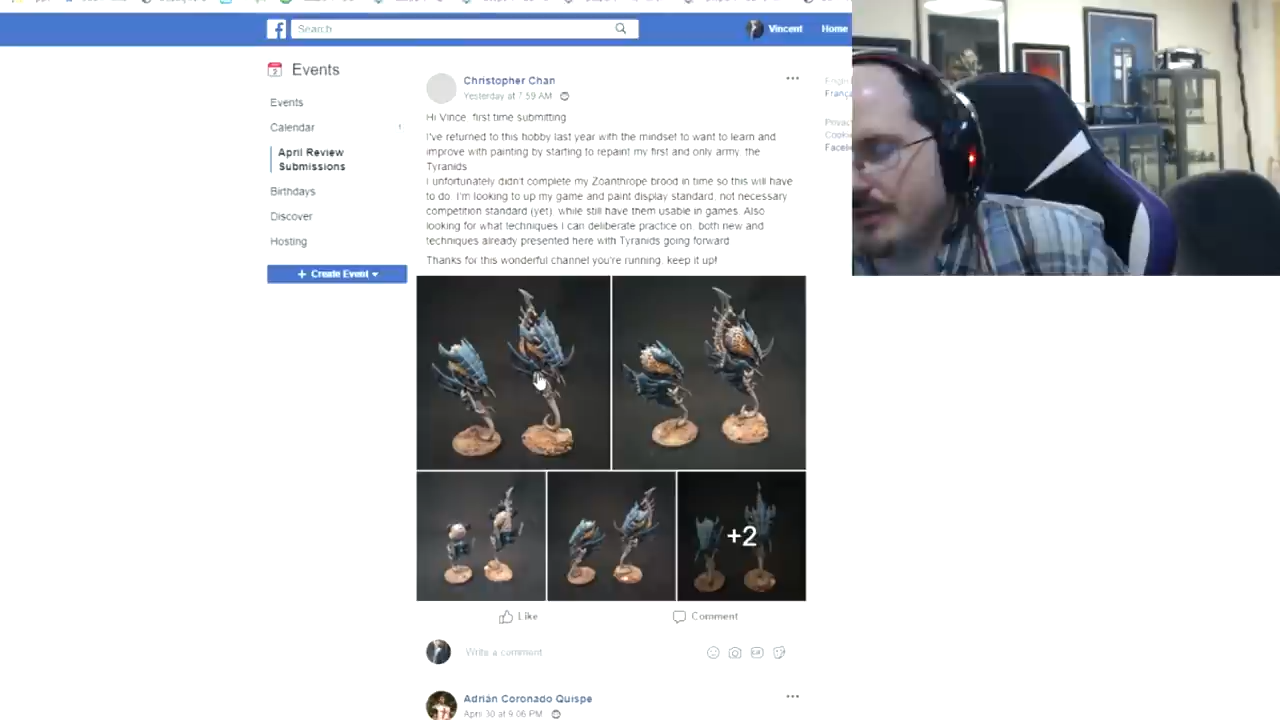 Search
Vincent
Home
Events
Christopher Chan
Yesterday at 7:59 AM
Events
Calendar
1
April Review
Submissions
Birthdays
Discover
Hosting
+ Create Event
Hi Vince, first time submitting
I've returned to this hobby last year with the mindset to want to learn and
improve with painting by starting to repaint my first and only army, the
Tyranids
I unfortunately didn't complete my Zoanthrope brood in time so this will have
to do. I'm looking to up my game and paint display standard, not necessary
competition standard (yet), while still have them usable in games. Also
looking for what techniques I can deliberate practice on, both new and
techniques already presented here with Tyranids going forward
Thanks for this wonderful channel you're running, keep it up!
França
Privac
Cookie
+2
Like
Comment
Write a comment
Adrián Coronado Quispe
April 30 at 9:06 PM